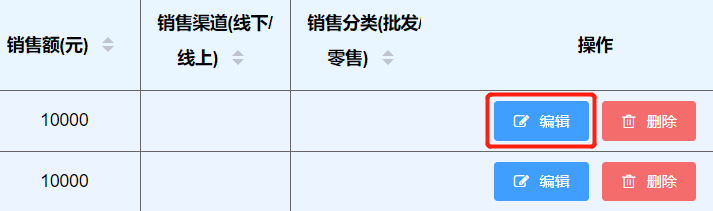 销售额(元)
销售渠道(线下/
线上)
销售分类(批发/
零售)
操作
10000
编辑
删除
10000
编辑
删除